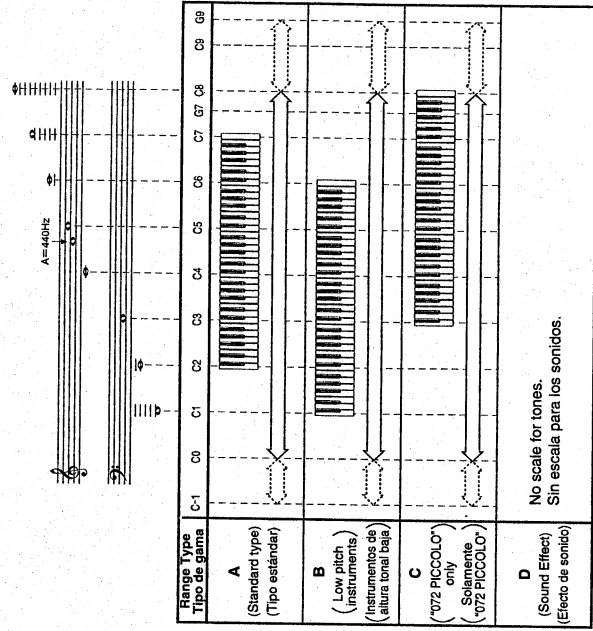 A=440Hz
Range Type
Tipo de gama
C-1 C0 C1 C2 C3 C4 C5 C6 C7 G7 C8 C9 G9
A
(Standard type)
(Tipo estándar)
B
(Low pitch
instruments)
(Instrumentos de
altura tonal baja)
C
("072 PICCOLO"
only)
(Solamente
"072 PICCOLO")
D
(Sound Effect)
(Efecto de sonido)
No scale for tones.
Sin escala para los sonidos.